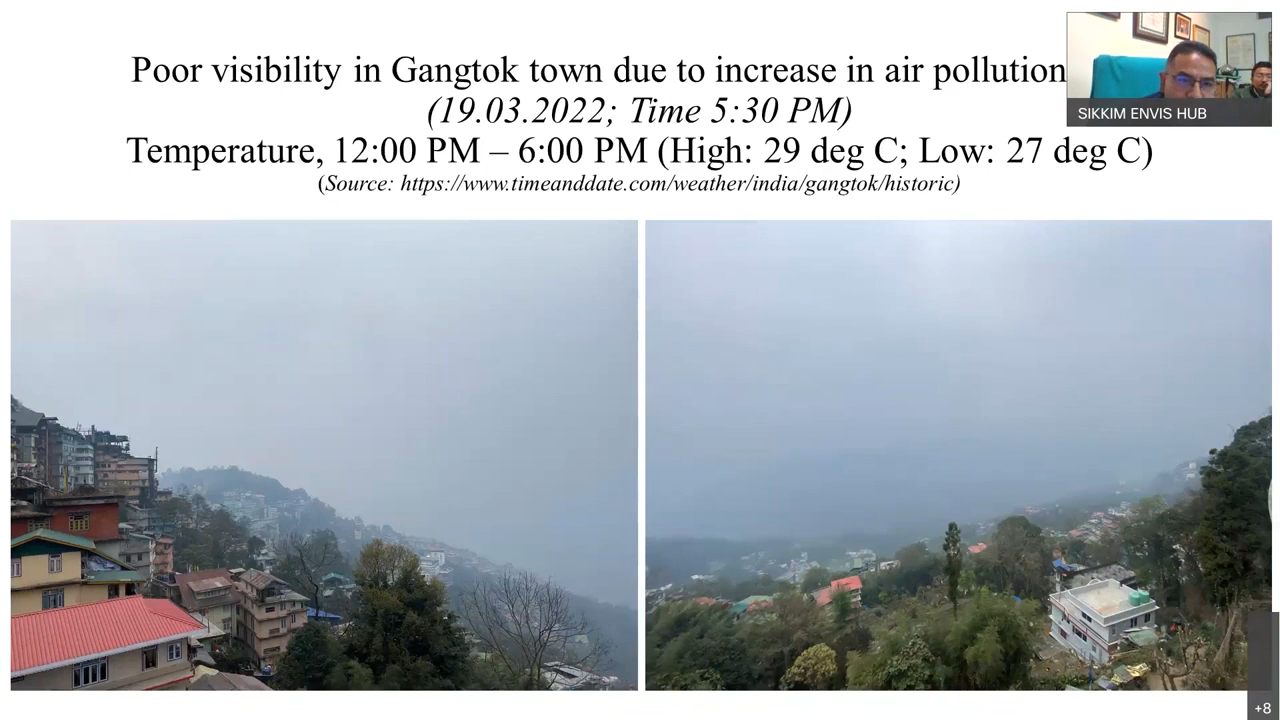 Poor visibility in Gangtok town due to increase in air pollution
(19.03.2022; Time 5:30 PM)
Temperature, 12:00 PM – 6:00 PM (High: 29 deg C; Low: 27 deg C)
(Source: https://www.timeanddate.com/weather/india/gangtok/historic)
SIKKIM ENVIS HUB
+8